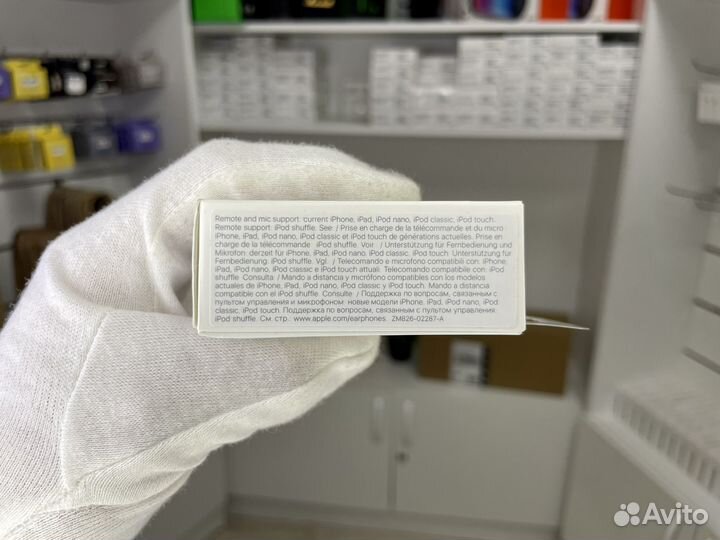 Remote and mic support: current iPhone, iPad, iPod nano, iPod classic, iPod touch.
Remote support: iPod shuffle. See / Prise en charge de la télécommande et du micro :
iPhone, iPad, iPod nano, iPod classic et iPod touch de générations actuelles. Prise en
charge de la télécommande iPod shuffle. Voir / Unterstützung für Fernbedienung und
Mikrofon: derzeit für iPhone, iPad, iPod nano, iPod classic, iPod touch. Unterstützung für
Fernbedienung: iPod shuffle. Vgl. / Telecomando e microfono compatibili con: iPhone,
iPad, iPod nano, iPod classic e iPod touch attuali. Telecomando compatibile con: iPod
shuffle. Consulta / Mando a distancia y micrófono compatibles con los modelos
actuales de iPhone, iPad, iPod nano, iPod classic y iPod touch. Mando a distancia
compatible con el iPod shuffle. Consulte / Поддержка по вопросам, связанным с
пультом управления и микрофоном: новые модели iPhone, iPad, iPod nano, iPod
classic, iPod touch. Поддержка по вопросам, связанным с пультом управления:
iPod shuffle. См. стр.: www.apple.com/earphones. ZM826-02287-A
Avito